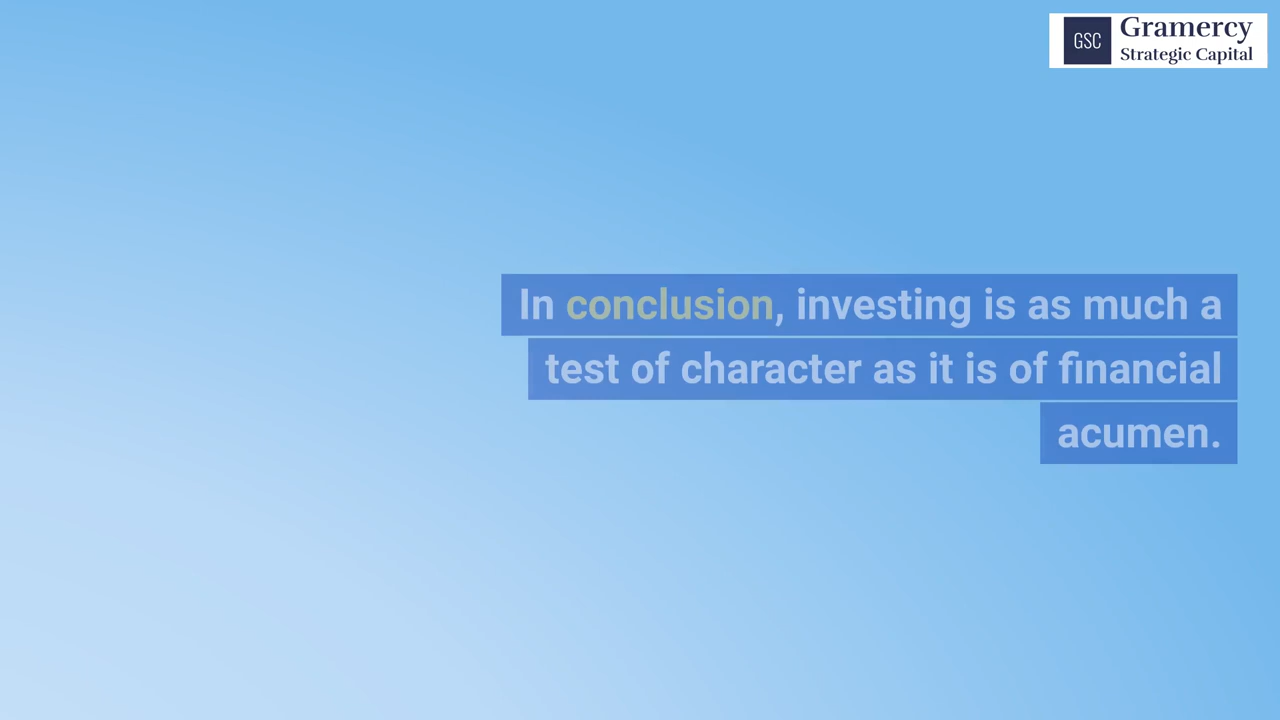 GSC
Gramercy
Strategic Capital
In conclusion, investing is as much a
test of character as it is of financial
acumen.